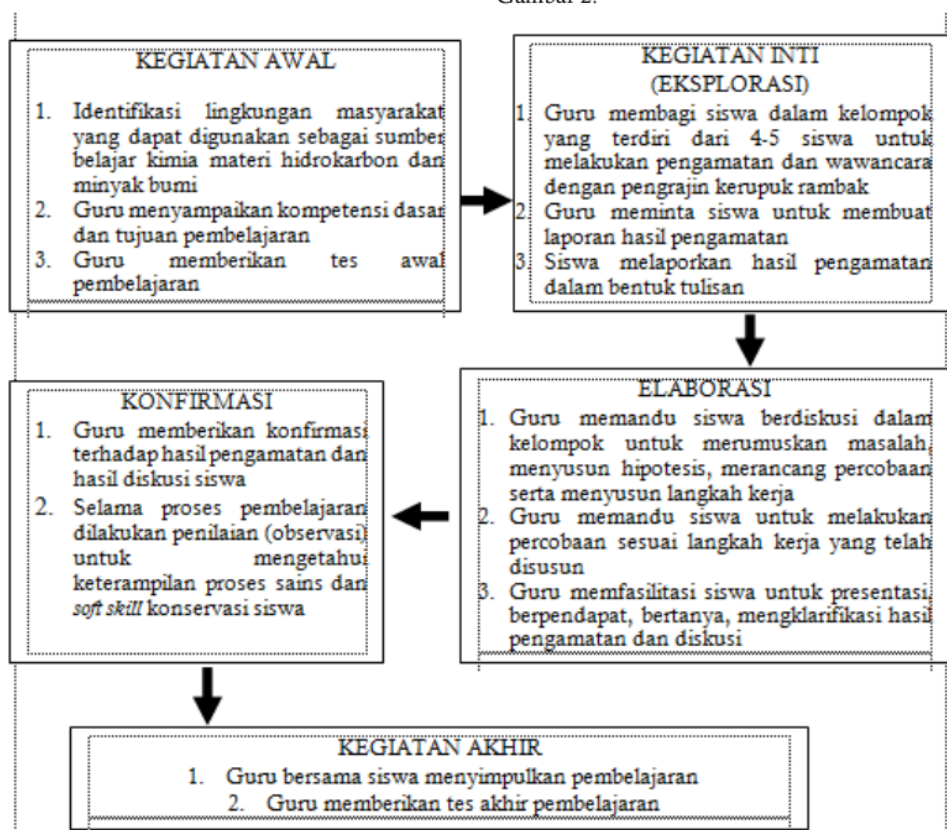 Gambar 2.
KEGIATAN AWAL
1. Identifikasi lingkungan masyarakat
yang dapat digunakan sebagai sumber
belajar kimia materi hidrokarbon dan
minyak bumi
2. Guru menyampaikan kompetensi dasar
dan tujuan pembelajaran
3. Guru memberikan tes awal
pembelajaran
KEGIATAN INTI
(EKSPLORASI)
1. Guru membagi siswa dalam kelompok
yang terdiri dari 4-5 siswa untuk
melakukan pengamatan dan wawancara
dengan pengrajin kerupuk rambak
2. Guru meminta siswa untuk membuat
laporan hasil pengamatan
3. Siswa melaporkan hasil pengamatan
dalam bentuk tulisan
ELABORASI
1. Guru memandu siswa berdiskusi dalam
kelompok untuk merumuskan masalah,
menyusun hipotesis, merancang percobaan
serta menyusun langkah kerja
2. Guru memandu siswa untuk melakukan
percobaan sesuai langkah kerja yang telah
disusun
3. Guru memfasilitasi siswa untuk presentasi,
berpendapat, bertanya, mengklarifikasi hasil
pengamatan dan diskusi
KONFIRMASI
1. Guru memberikan konfirmasi
terhadap hasil pengamatan dan
hasil diskusi siswa
2. Selama proses pembelajaran
dilakukan penilaian (observasi)
untuk mengetahui
keterampilan proses sains dan
soft skill konservasi siswa
KEGIATAN AKHIR
1. Guru bersama siswa menyimpulkan pembelajaran
2. Guru memberikan tes akhir pembelajaran